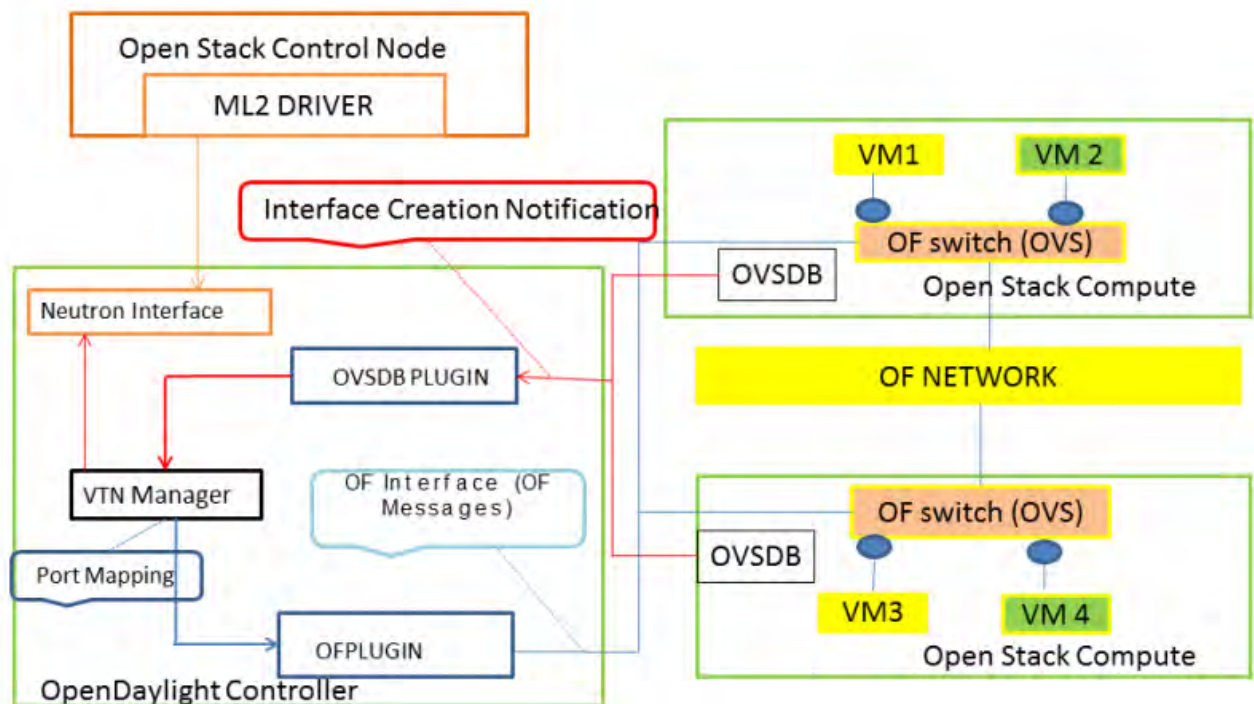 Open Stack Control Node
ML2 DRIVER
Interface Creation Notification
Neutron Interface
OVSDB PLUGIN
VTN Manager
OF Interface (OF
Messages)
Port Mapping
OFPLUGIN
OpenDaylight Controller
VM1
VM 2
OF switch (OVS)
OVSDB
Open Stack Compute
OF NETWORK
OF switch (OVS)
OVSDB
VM3
VM 4
Open Stack Compute